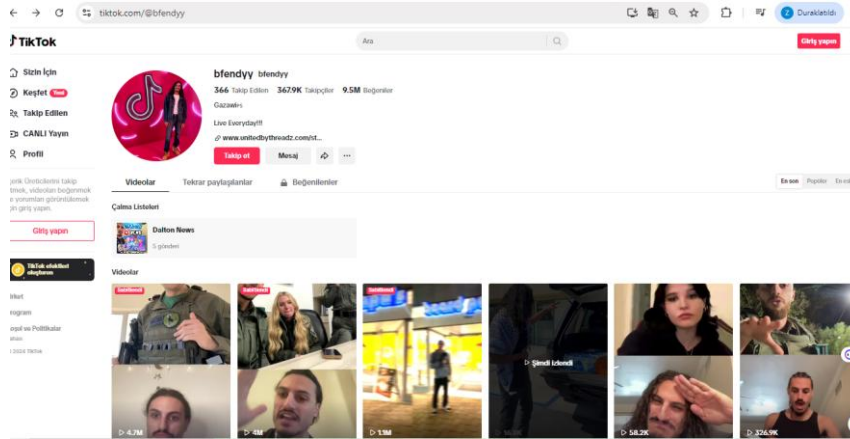 tiktok.com/@bfendyy
Duraklatıldı
TikTok
Ara
Giriş yapın
Sizin İçin
Keşfet
Takip Edilen
CANLI Yayın
Profil
bfendyy bfendyy
366 Takip Edilen 367.9K Takipçiler 9.5M Beğeniler
Live Everyday!!!
www.unitedbythreadz.com/st...
Takip et Mesaj
Giriş yapın
Videolar Tekrar paylaşılanlar Beğenilenler
En son Popüler
Çalma Listeleri
Dalton News
5 gönderi
Videolar
Şimdi izlendi
4.7M
4M
1.1M
58.2K
326.9K